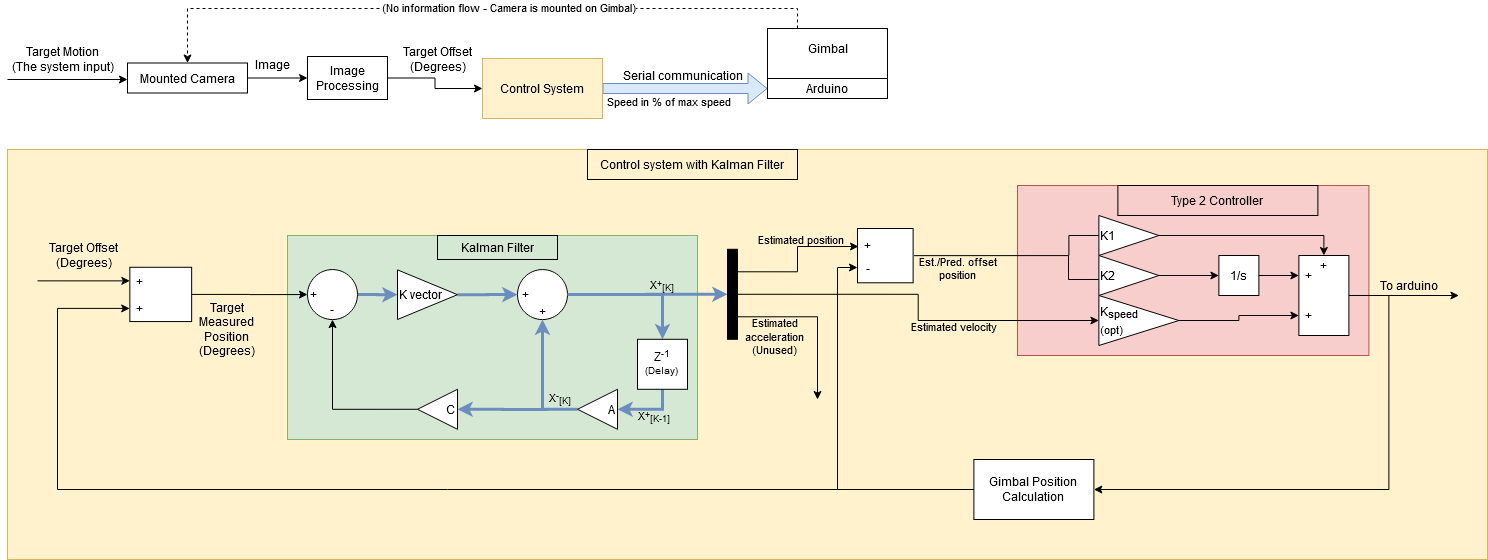 (No information flow - Camera is mounted on Gimbal)
Target Motion
(The system input)
Mounted Camera
Image
Image
Processing
Target Offset
(Degrees)
Control System
Serial communication
Speed in % of max speed
Gimbal
Arduino
Control system with Kalman Filter
Target Offset
(Degrees)
+
+
Target
Measured
Position
(Degrees)
Kalman Filter
+
-
K vector
+
+
X+[K]
Z-1
(Delay)
X+[K-1]
A
X-[K]
C
Estimated position
Estimated velocity
Estimated
acceleration
(Unused)
+
-
Est./Pred. offset
position
Type 2 Controller
K1
K2
Kspeed
(opt)
1/s
+
+
+
To arduino
Gimbal Position
Calculation